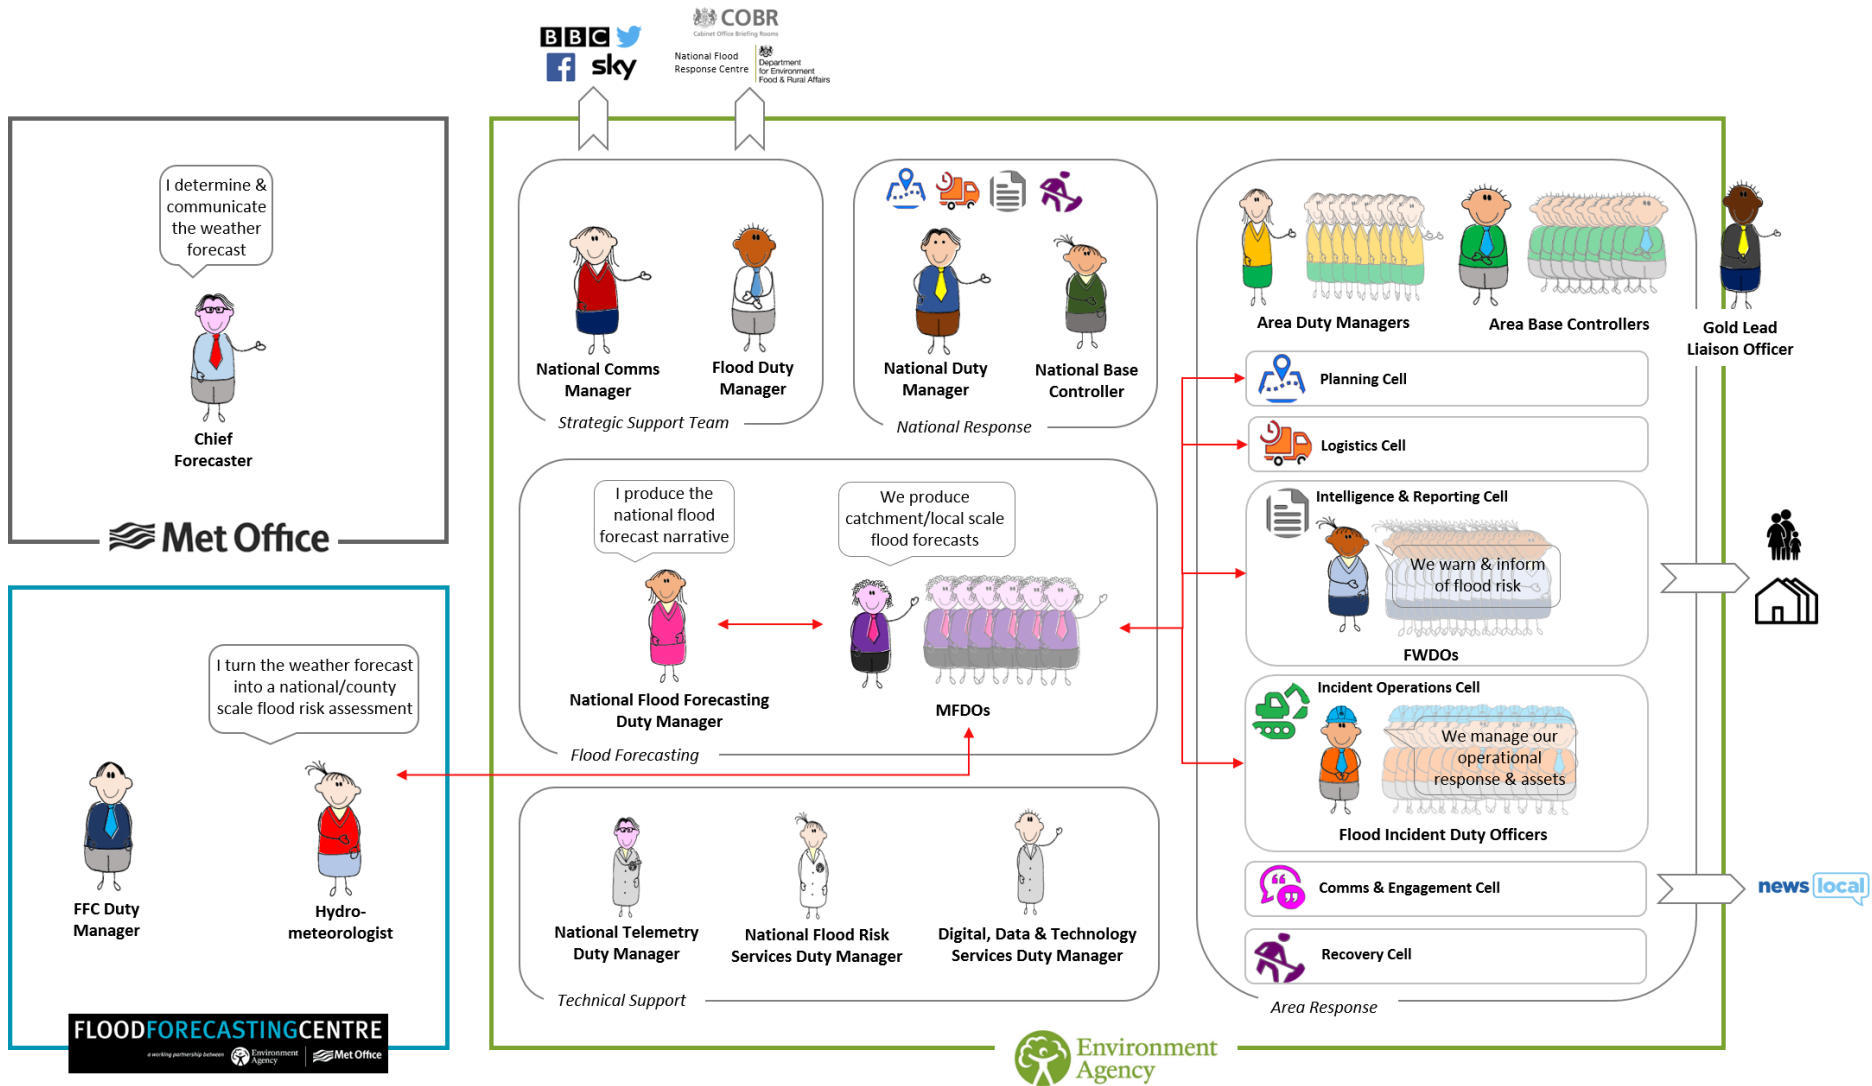 BBC
sky
COBR
Cabinet Office Briefing Rooms
National Flood
Response Centre
Department
for Environment
Food & Rural Affairs
I determine &
communicate
the weather
forecast
Chief
Forecaster
Met Office
I turn the weather forecast
into a national/county
scale flood risk assessment
FFC Duty
Manager
Hydro-
meteorologist
FLOODFORECASTINGCENTRE
a working partnership between
Environment
Agency
Met Office
National Comms
Manager
Flood Duty
Manager
Strategic Support Team
National Duty
Manager
National Base
Controller
National Response
I produce the
national flood
forecast narrative
We produce
catchment/local scale
flood forecasts
National Flood Forecasting
Duty Manager
MFDOs
Flood Forecasting
National Telemetry
Duty Manager
National Flood Risk
Services Duty Manager
Digital, Data & Technology
Services Duty Manager
Technical Support
Area Duty Managers
Area Base Controllers
Gold Lead
Liaison Officer
Planning Cell
Logistics Cell
Intelligence & Reporting Cell
We warn & inform
of flood risk
FWDOs
Incident Operations Cell
We manage our
operational
response & assets
Flood Incident Duty Officers
Comms & Engagement Cell
Recovery Cell
Area Response
news local
Environment
Agency